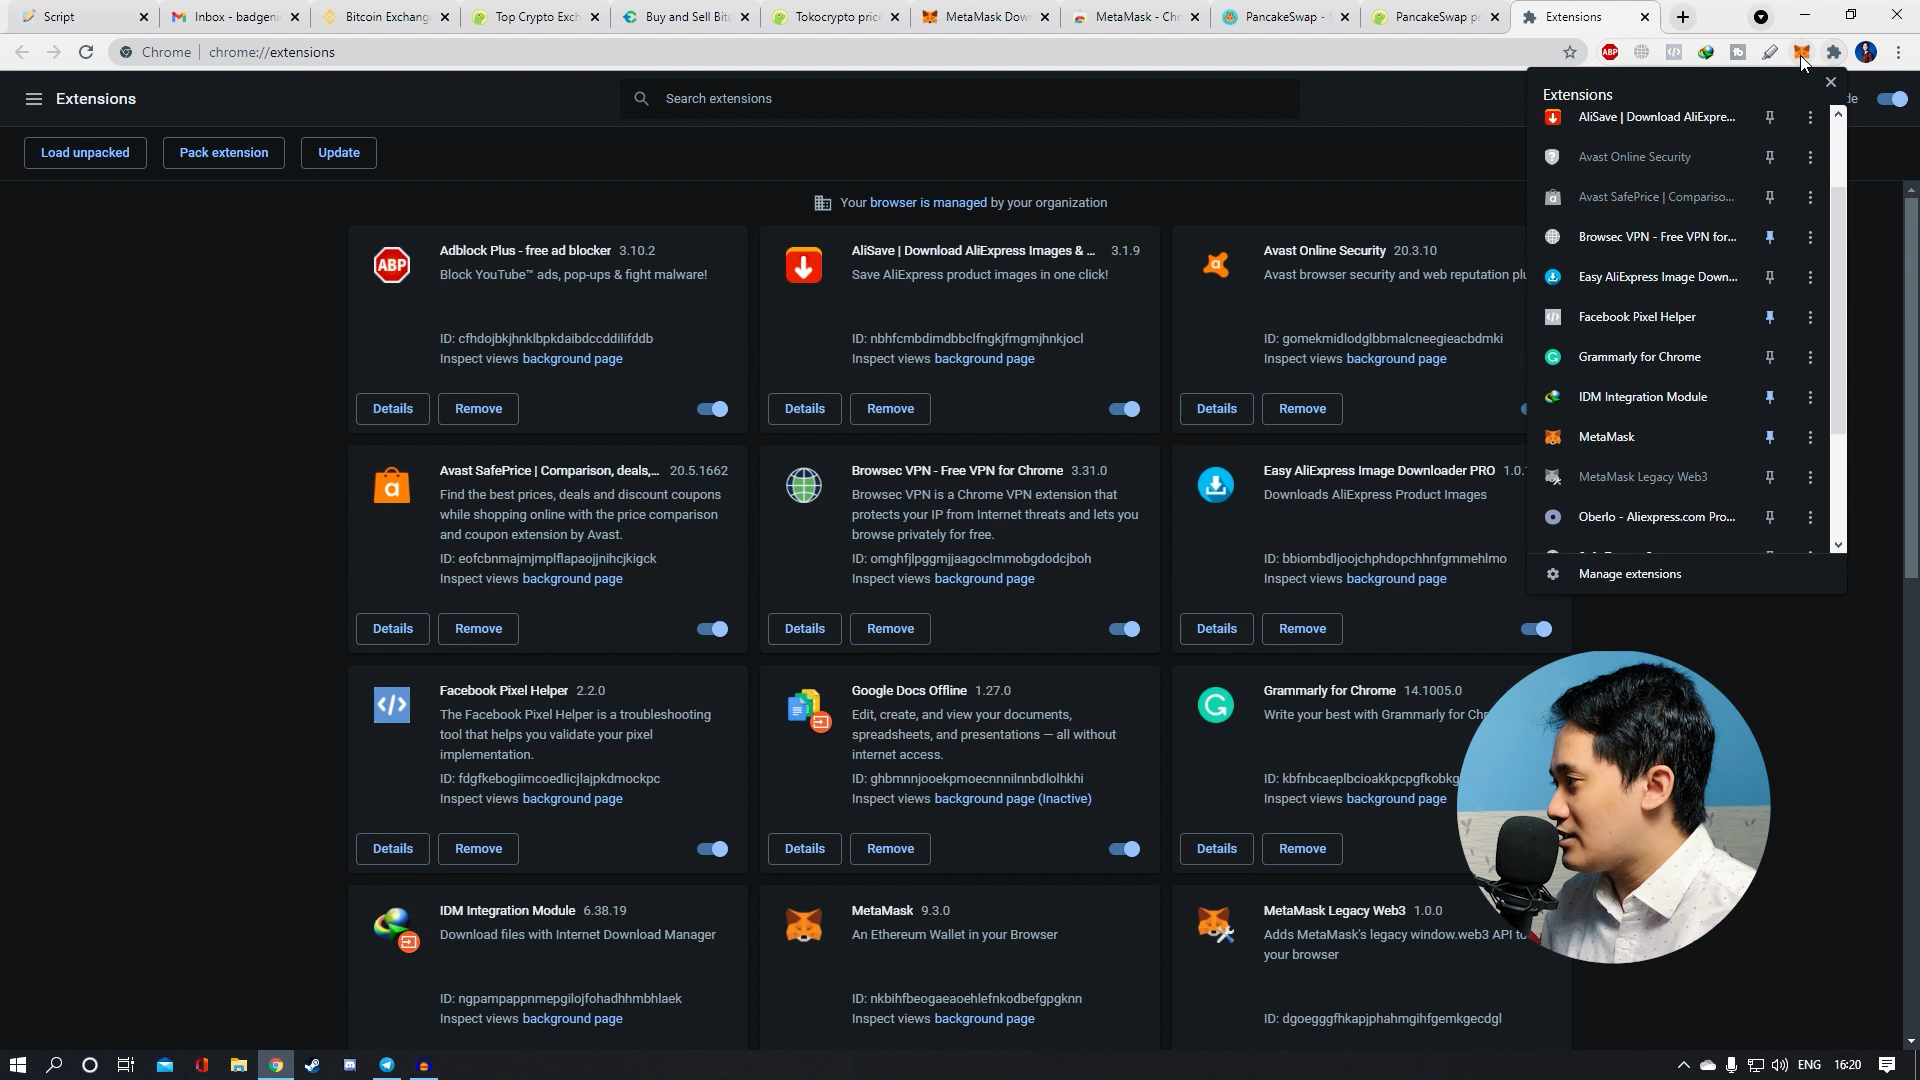 Script
Inbox - badgen
Bitcoin Exchang
Top Crypto Exch
Buy and Sell Bit
Tokocrypto price
MetaMask Dow
MetaMask - Ch
PancakeSwap -
PancakeSwap p
Extensions
Chrome | chrome://extensions
ABP
Extensions
Search extensions
de
Load unpacked
Pack extension
Update
Your browser is managed by your organization
ABP
Adblock Plus - free ad blocker 3.10.2
Block YouTube™ ads, pop-ups & fight malware!
ID: cfhdojbkjhnklbpkdaibdccddilifddb
Inspect views background page
Details
Remove
AliSave | Download AliExpress Images & ... 3.1.9
Save AliExpress product images in one click!
ID: nbhfcmbdimdbbclfngkjfmgmjhnkjocl
Inspect views background page
Details
Remove
Avast Online Security 20.3.10
Avast browser security and web reputation plu
ID: gomekmidlodglbbmalcneegieacbdmki
Inspect views background page
Details
Remove
Avast SafePrice | Comparison, deals,... 20.5.1662
Find the best prices, deals and discount coupons
while shopping online with the price comparison
and coupon extension by Avast.
ID: eofcbnmajmjmplflapaojjnihcjkigck
Inspect views background page
Details
Remove
Browsec VPN - Free VPN for Chrome 3.31.0
Browsec VPN is a Chrome VPN extension that
protects your IP from Internet threats and lets you
browse privately for free.
ID: omghfjlpggmjjaagoclmmobgdodcjboh
Inspect views background page
Details
Remove
Easy AliExpress Image Downloader PRO 1.0.
Downloads AliExpress Product Images
ID: bbiombdljoojchphdopchhnfgmmehlmo
Inspect views background page
Details
Remove
Facebook Pixel Helper 2.2.0
The Facebook Pixel Helper is a troubleshooting
tool that helps you validate your pixel
implementation.
ID: fdgfkebogiimcoedlicjlajpkdmockpc
Inspect views background page
Details
Remove
Google Docs Offline 1.27.0
Edit, create, and view your documents,
spreadsheets, and presentations — all without
internet access.
ID: ghbmnnjooekpmoecnnnilnnbdlolhkhi
Inspect views background page (Inactive)
Details
Remove
Grammarly for Chrome 14.1005.0
Write your best with Grammarly for Ch
ID: kbfnbcaeplbcioakkpcpgfkobkg
Inspect views background page
Details
Remove
IDM Integration Module 6.38.19
Download files with Internet Download Manager
ID: ngpampappnmepgilojfohadhhmbhlaek
Inspect views background page
MetaMask 9.3.0
An Ethereum Wallet in your Browser
ID: nkbihfbeogaeaoehlefnkodbefgpgknn
Inspect views background page
MetaMask Legacy Web3 1.0.0
Adds MetaMask's legacy window.web3 API to
your browser
ID: dgoegggfhkapjphahmgihfgemkgecdgl
Extensions
AliSave | Download AliExpre...
Avast Online Security
Avast SafePrice | Compariso...
Browsec VPN - Free VPN for...
Easy AliExpress Image Down...
Facebook Pixel Helper
Grammarly for Chrome
IDM Integration Module
MetaMask
MetaMask Legacy Web3
Oberlo - Aliexpress.com Pro...
Manage extensions
ENG
16:20